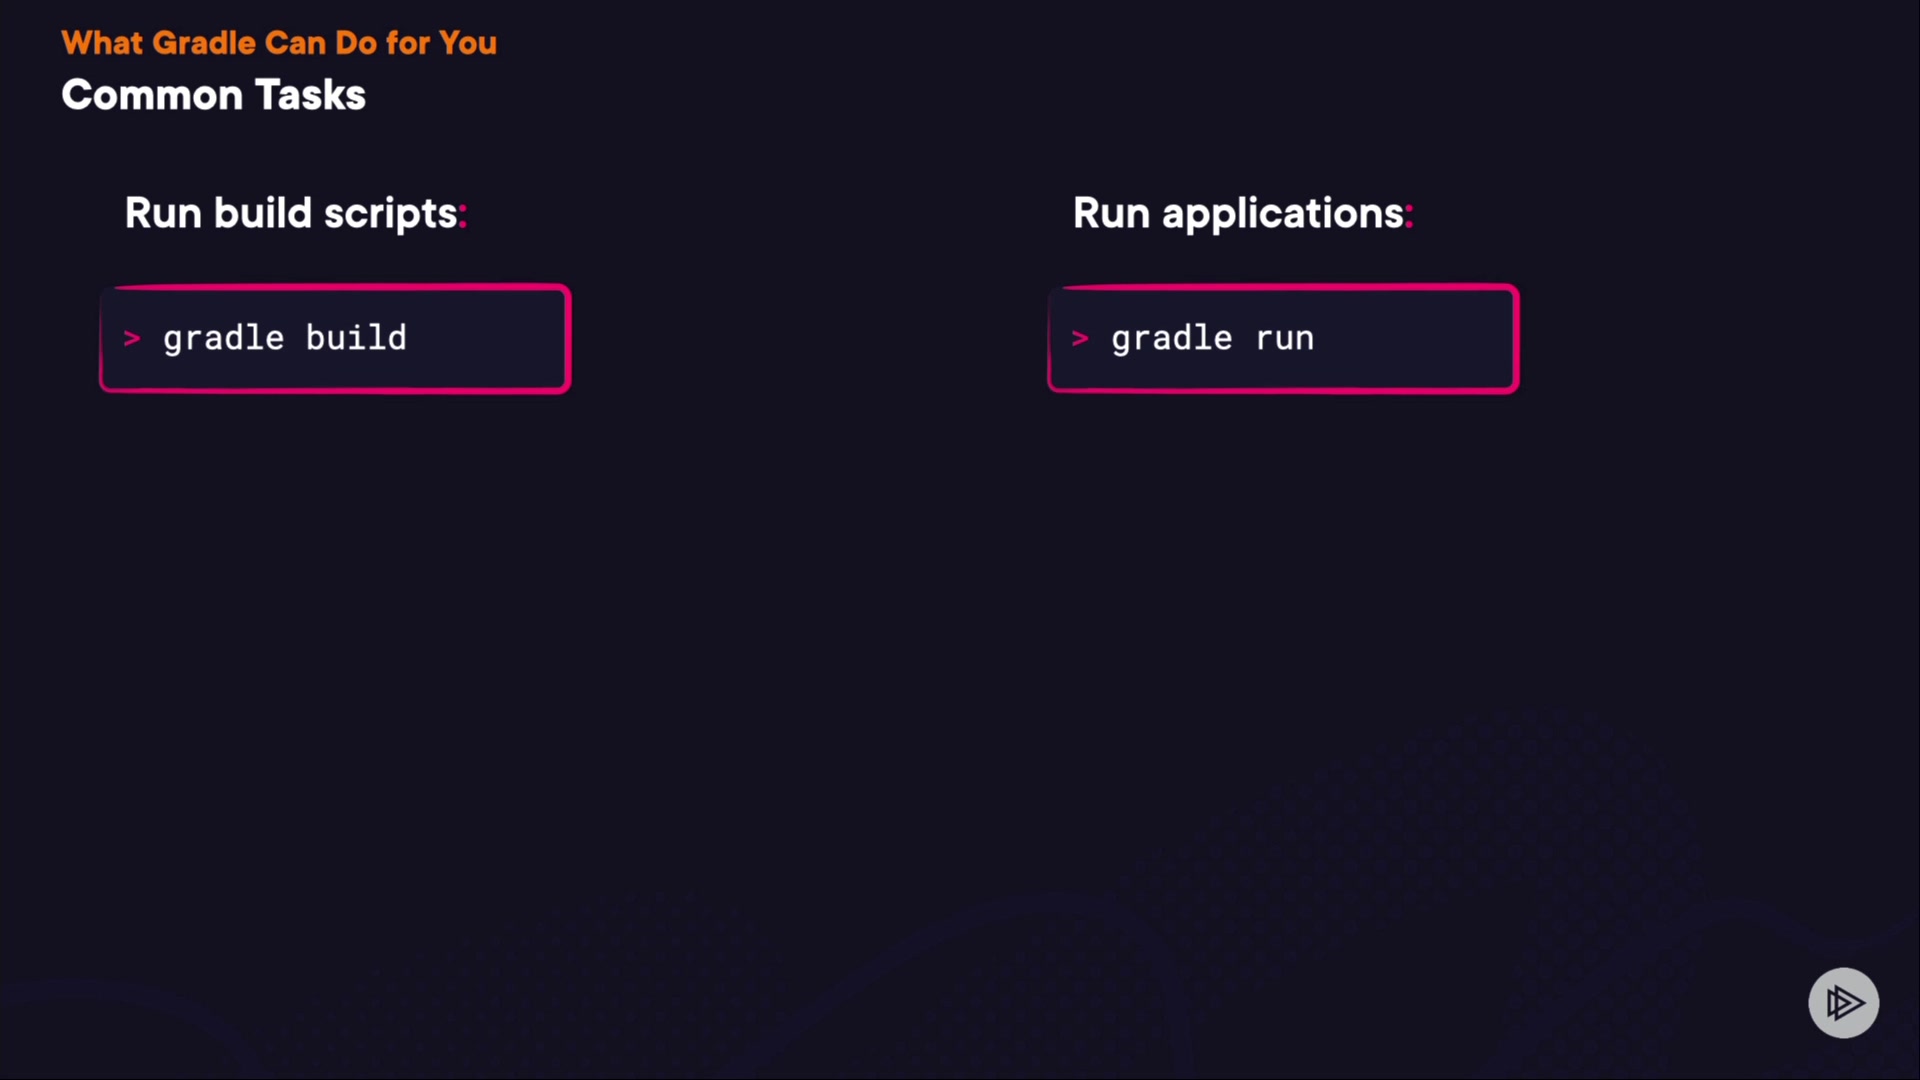 What Gradle Can Do for You
Common Tasks
Run build scripts:
> gradle build
Run applications:
> gradle run